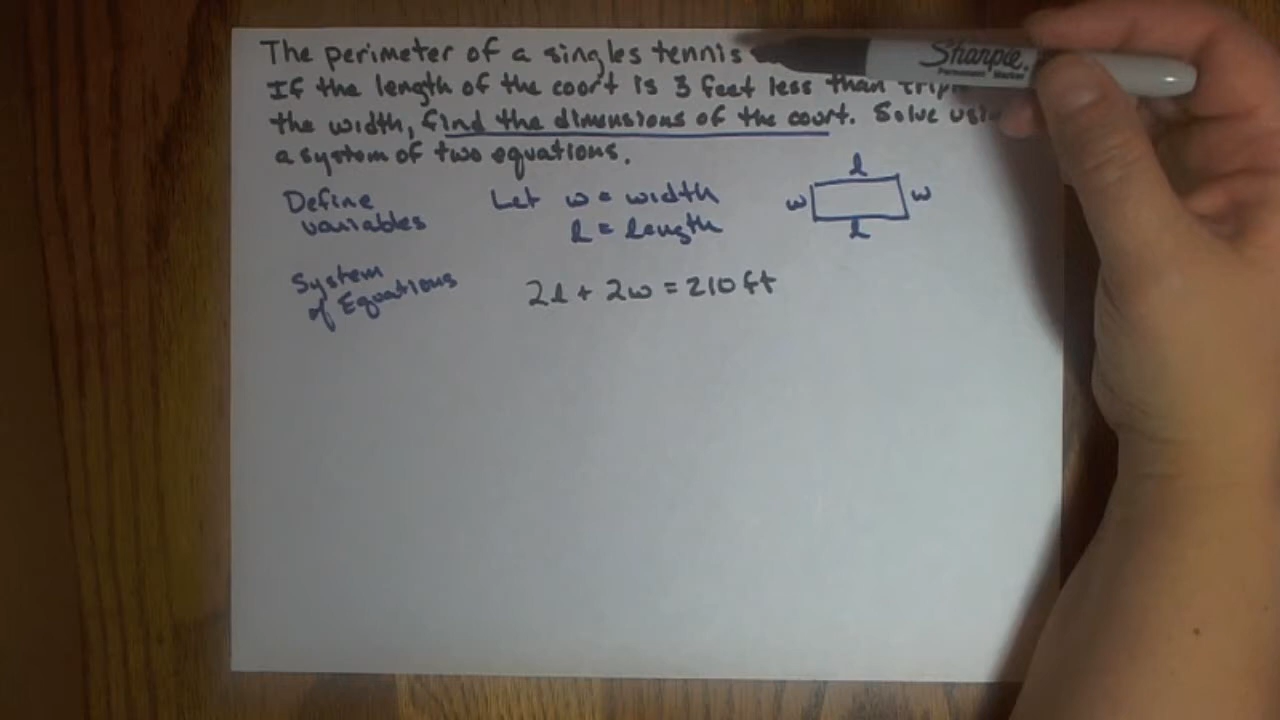 The perimeter of a singles tennis
If the length of the court is 3 feet less than
the width, find the dimensions of the court. Solve
a system of two equations.
Define variables
Let w = width
l = length
l
w w
l
System of Equations
2l + 2w = 210 ft
Sharpie.
Permanent Marker